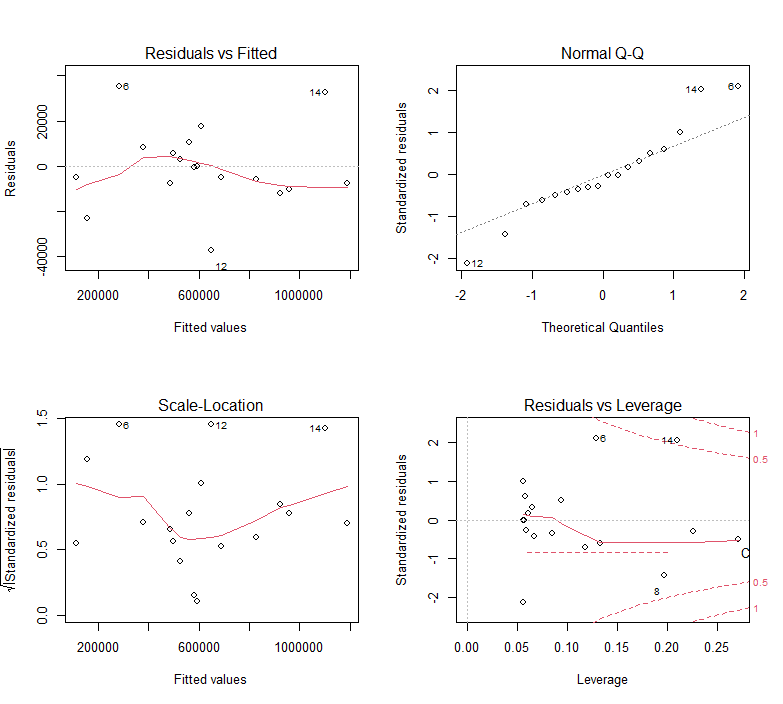 Residuals vs Fitted
Residuals
20000
0
-40000
6
14
12
200000 600000 1000000
Fitted values
Normal Q-Q
Standardized residuals
2
1
0
-1
-2
14
6
12
-2 -1 0 1 2
Theoretical Quantiles
Scale-Location
√|Standardized residuals|
1.5
1.0
0.5
0.0
6
12
14
200000 600000 1000000
Fitted values
Residuals vs Leverage
Standardized residuals
2
1
0
-1
-2
6
14
8
1
0.5
0.5
1
0.00 0.05 0.10 0.15 0.20 0.25
Leverage